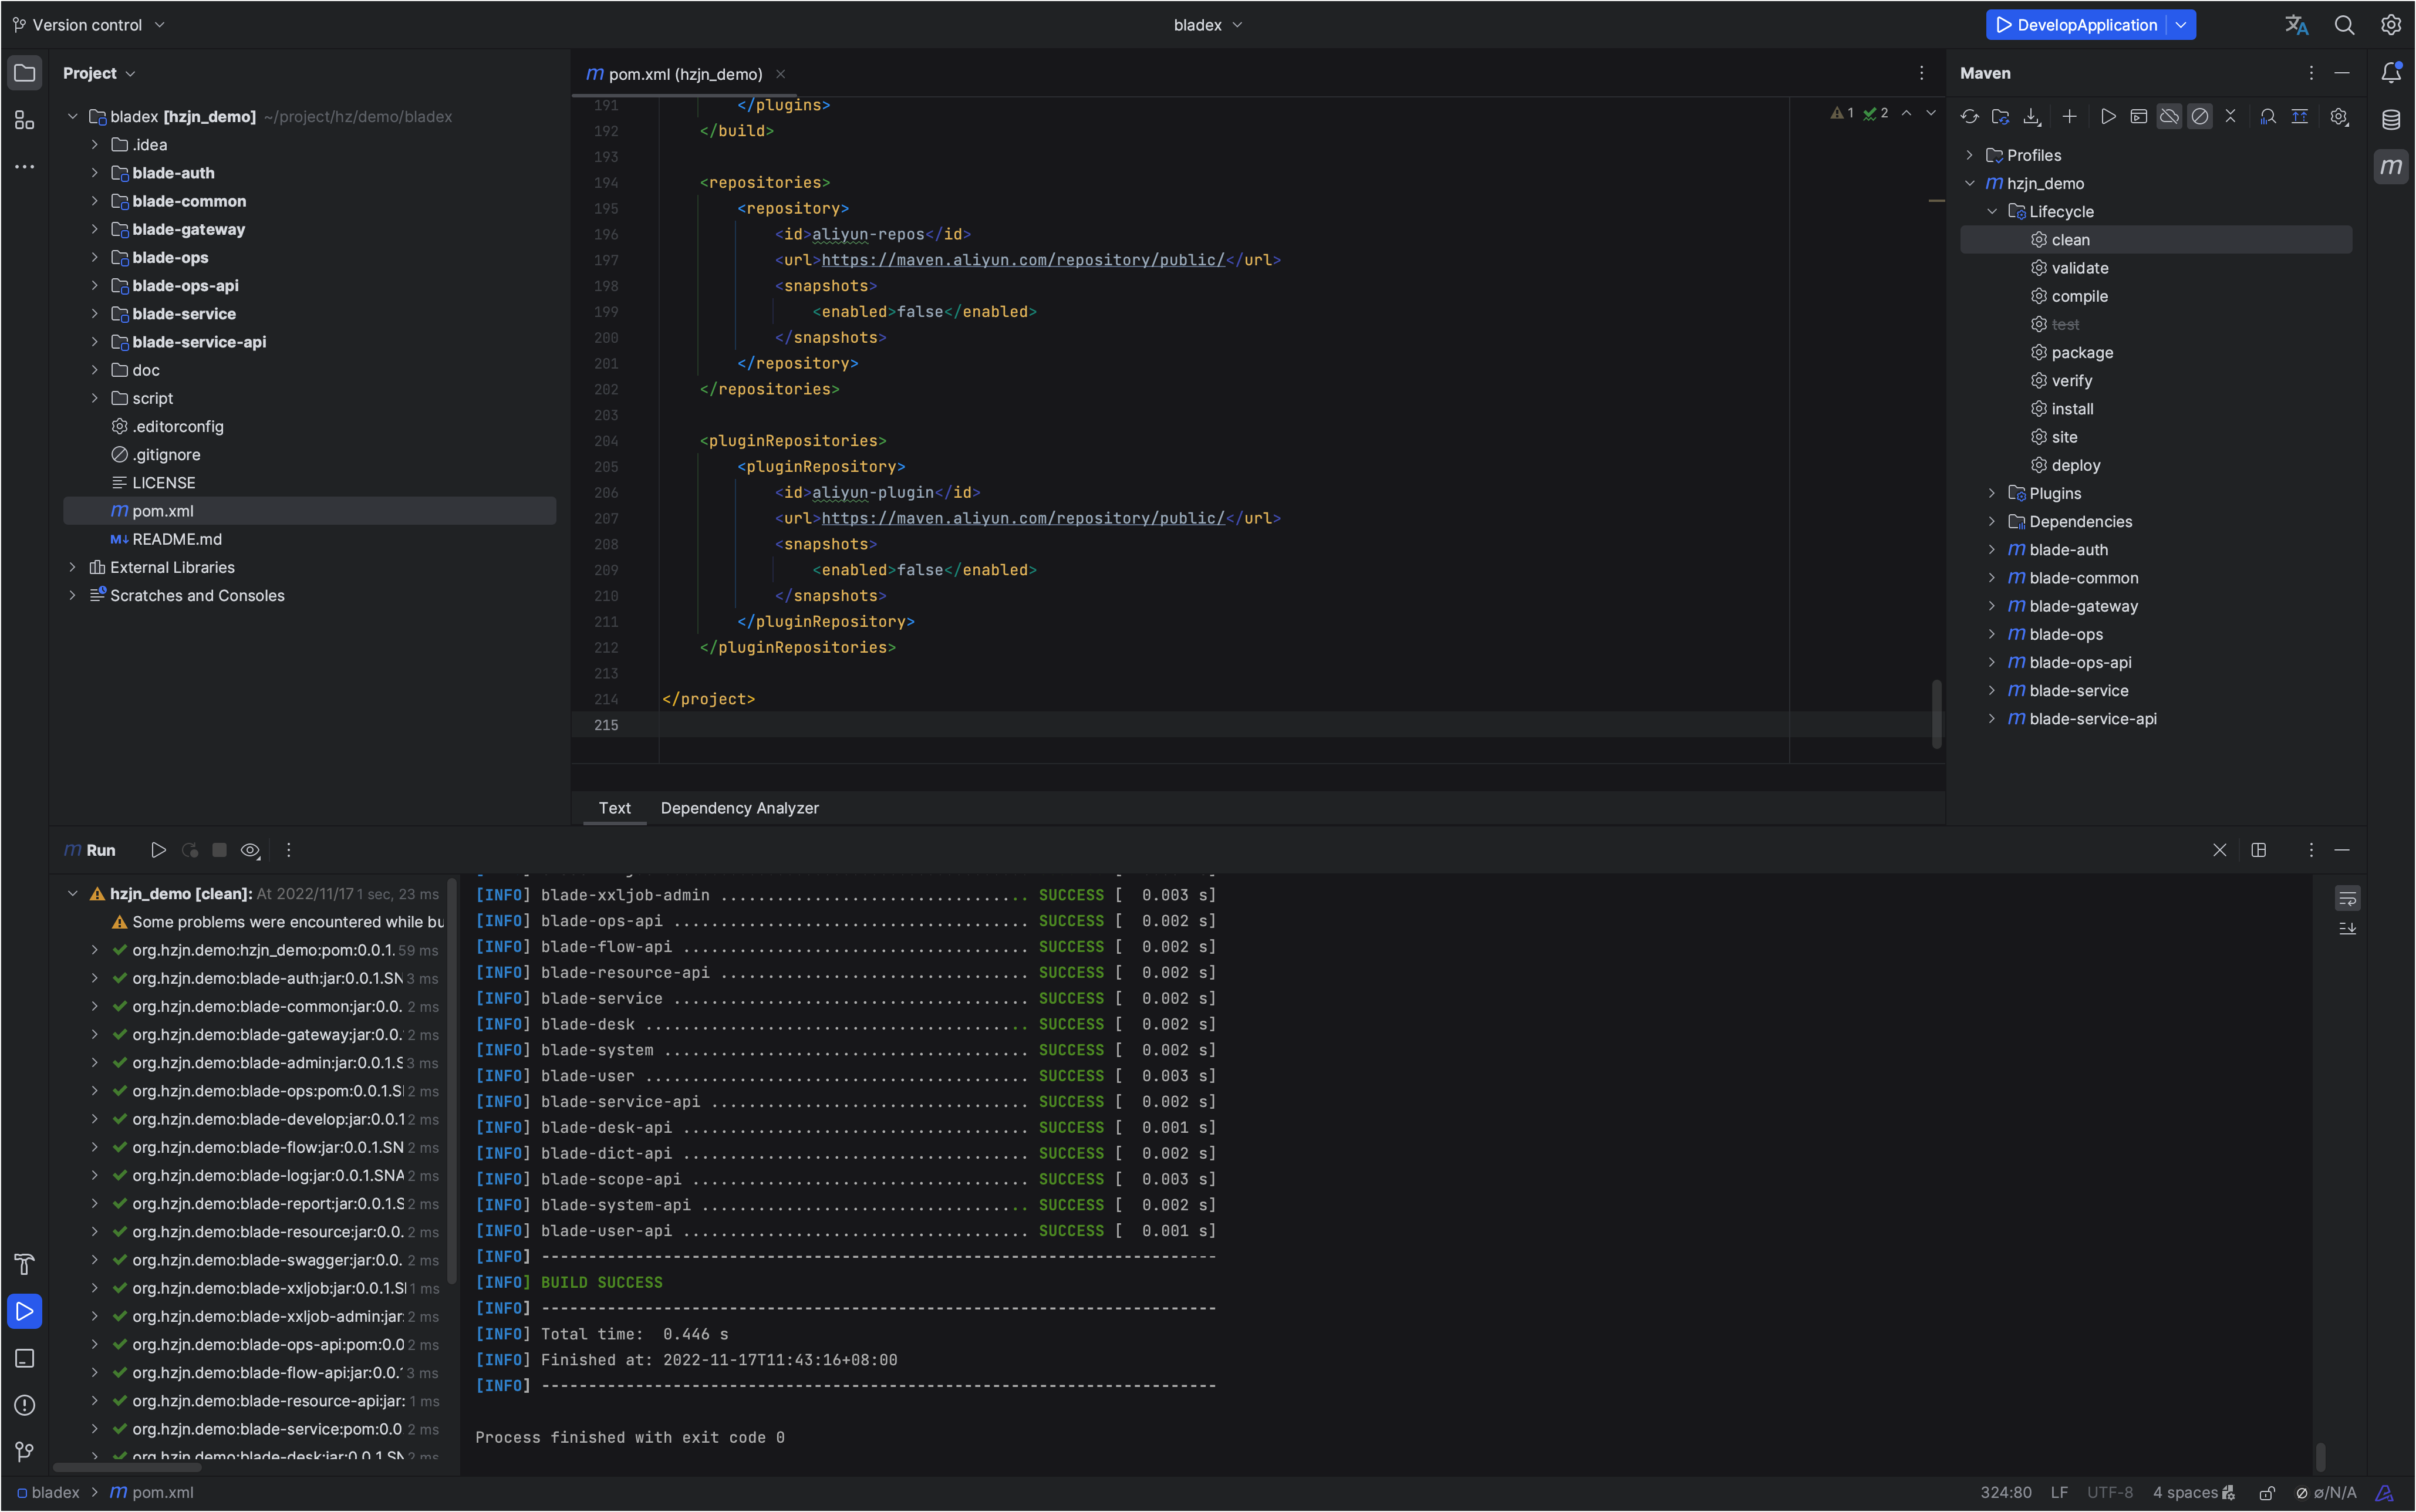 Version control
bladex
DevelopApplication
Project
bladex [hzjn_demo] ~/project/hz/demo/bladex
.idea
blade-auth
blade-common
blade-gateway
blade-ops
blade-ops-api
blade-service
blade-service-api
doc
script
.editorconfig
.gitignore
LICENSE
m pom.xml
M↓ README.md
External Libraries
Scratches and Consoles
m pom.xml (hzjn_demo)
1 2
191 </plugins>
192 </build>
193
194 <repositories>
195 <repository>
196 <id>aliyun-repos</id>
197 <url>https://maven.aliyun.com/repository/public/</url>
198 <snapshots>
199 <enabled>false</enabled>
200 </snapshots>
201 </repository>
202 </repositories>
203
204 <pluginRepositories>
205 <pluginRepository>
206 <id>aliyun-plugin</id>
207 <url>https://maven.aliyun.com/repository/public/</url>
208 <snapshots>
209 <enabled>false</enabled>
210 </snapshots>
211 </pluginRepository>
212 </pluginRepositories>
213
214 </project>
215
Text Dependency Analyzer
Maven
Profiles
m hzjn_demo
Lifecycle
clean
validate
compile
test
package
verify
install
site
deploy
Plugins
Dependencies
m blade-auth
m blade-common
m blade-gateway
m blade-ops
m blade-ops-api
m blade-service
m blade-service-api
m
m Run
hzjn_demo [clean]: At 2022/11/17 1 sec, 23 ms
Some problems were encountered while bu
org.hzjn.demo:hzjn_demo:pom:0.0.1. 59 ms
org.hzjn.demo:blade-auth:jar:0.0.1.SN 3 ms
org.hzjn.demo:blade-common:jar:0.0. 2 ms
org.hzjn.demo:blade-gateway:jar:0.0. 2 ms
org.hzjn.demo:blade-admin:jar:0.0.1.S 3 ms
org.hzjn.demo:blade-ops:pom:0.0.1.S 2 ms
org.hzjn.demo:blade-develop:jar:0.0.1 2 ms
org.hzjn.demo:blade-flow:jar:0.0.1.SN 2 ms
org.hzjn.demo:blade-log:jar:0.0.1.SNA 2 ms
org.hzjn.demo:blade-report:jar:0.0.1.S 2 ms
org.hzjn.demo:blade-resource:jar:0.0. 2 ms
org.hzjn.demo:blade-swagger:jar:0.0. 2 ms
org.hzjn.demo:blade-xxljob:jar:0.0.1.S 1 ms
org.hzjn.demo:blade-xxljob-admin:jar: 2 ms
org.hzjn.demo:blade-ops-api:pom:0.0 2 ms
org.hzjn.demo:blade-flow-api:jar:0.0. 3 ms
org.hzjn.demo:blade-resource-api:jar: 1 ms
org.hzjn.demo:blade-service:pom:0.0 2 ms
org.hzjn.demo:blade-desk:jar:0.0.1.SN 2 ms
[INFO] blade-xxljob-admin ................................. SUCCESS [  0.003 s]
[INFO] blade-ops-api ...................................... SUCCESS [  0.002 s]
[INFO] blade-flow-api ..................................... SUCCESS [  0.002 s]
[INFO] blade-resource-api ................................. SUCCESS [  0.002 s]
[INFO] blade-service ...................................... SUCCESS [  0.002 s]
[INFO] blade-desk ......................................... SUCCESS [  0.002 s]
[INFO] blade-system ....................................... SUCCESS [  0.002 s]
[INFO] blade-user ......................................... SUCCESS [  0.003 s]
[INFO] blade-service-api .................................. SUCCESS [  0.002 s]
[INFO] blade-desk-api ..................................... SUCCESS [  0.001 s]
[INFO] blade-dict-api ..................................... SUCCESS [  0.002 s]
[INFO] blade-scope-api .................................... SUCCESS [  0.003 s]
[INFO] blade-system-api ................................... SUCCESS [  0.002 s]
[INFO] blade-user-api ..................................... SUCCESS [  0.001 s]
[INFO] ------------------------------------------------------------------------
[INFO] BUILD SUCCESS
[INFO] ------------------------------------------------------------------------
[INFO] Total time:  0.446 s
[INFO] Finished at: 2022-11-17T11:43:16+08:00
[INFO] ------------------------------------------------------------------------
Process finished with exit code 0
bladex > m pom.xml
324:80 LF UTF-8 4 spaces ø/N/A